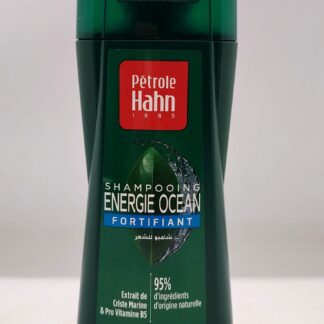 Pétrole
Hahn
1885
SHAMPOOING
ENERGIE OCEAN
FORTIFIANT
شامبو للشعر
Extrait de
Criste Marine
& Pro Vitamine B5
95%
d'ingrédients
d'origine naturelle